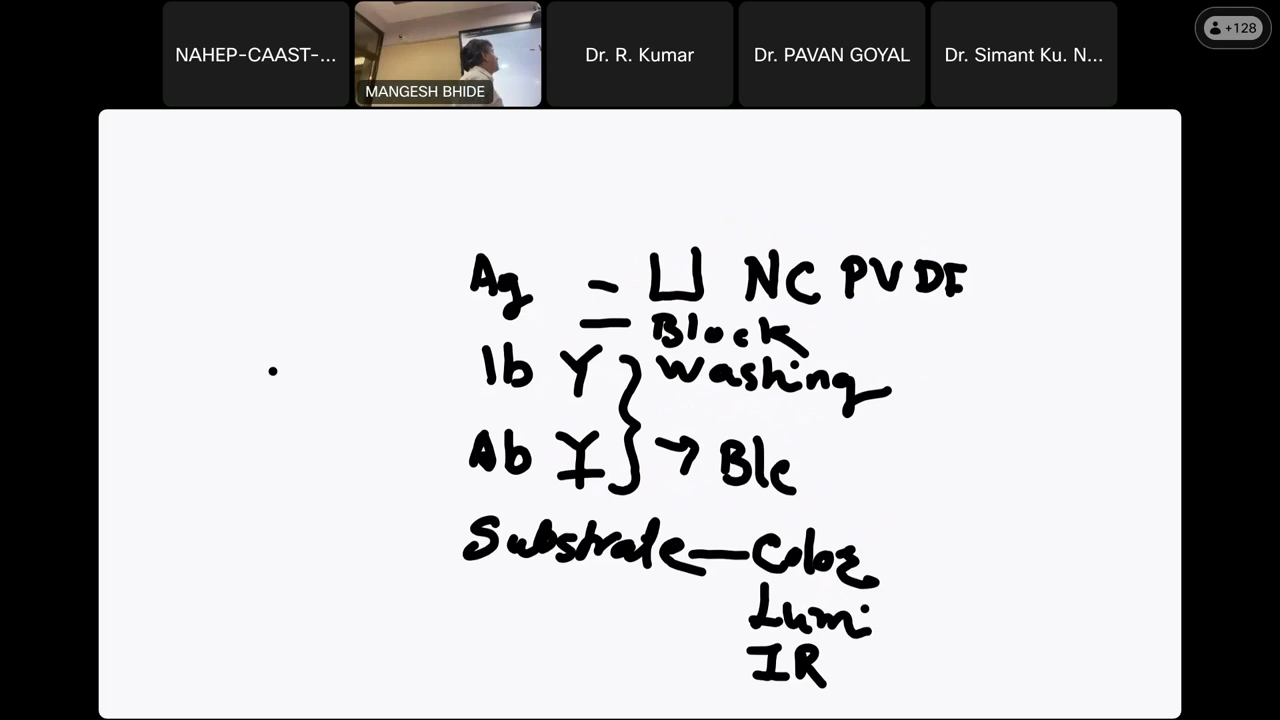 NAHEP-CAAST-...
MANGESH BHIDE
Dr. R. Kumar
Dr. PAVAN GOYAL
Dr. Simant Ku. N...
+128
Ag - NC PVDF
Block
Ib Y } Washing
Ab Y → Ble
Substrate — Color
Lumi
IR